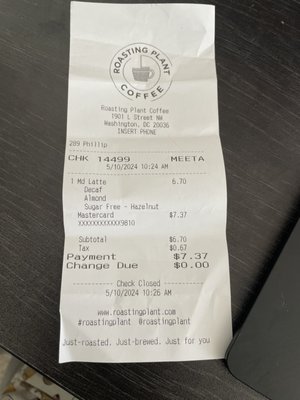 ROASTING PLANT
COFFEE
Roasting Plant Coffee
1901 L Street NW
Washington, DC 20036
INSERT PHONE
289 Phillip
CHK 14499 MEETA
5/10/2024 10:24 AM
1 Md Latte 6.70
Decaf
Almond
Sugar Free - Hazelnut
Mastercard $7.37
XXXXXXXXXXXX9810
Subtotal $6.70
Tax $0.67
Payment $7.37
Change Due $0.00
Check Closed
5/10/2024 10:26 AM
www.roastingplant.com
#roastingplant @roastingplant
Just-roasted. Just-brewed. Just for you